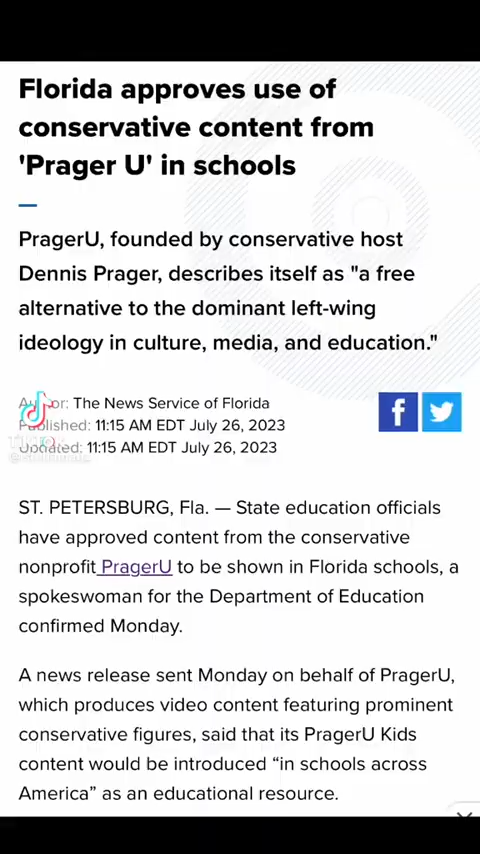 Florida approves use of
conservative content from
'Prager U' in schools
PragerU, founded by conservative host
Dennis Prager, describes itself as "a free
alternative to the dominant left-wing
ideology in culture, media, and education."
Author: The News Service of Florida
Published: 11:15 AM EDT July 26, 2023
Updated: 11:15 AM EDT July 26, 2023
ST. PETERSBURG, Fla. — State education officials
have approved content from the conservative
nonprofit PragerU to be shown in Florida schools, a
spokeswoman for the Department of Education
confirmed Monday.
A news release sent Monday on behalf of PragerU,
which produces video content featuring prominent
conservative figures, said that its PragerU Kids
content would be introduced “in schools across
America” as an educational resource.